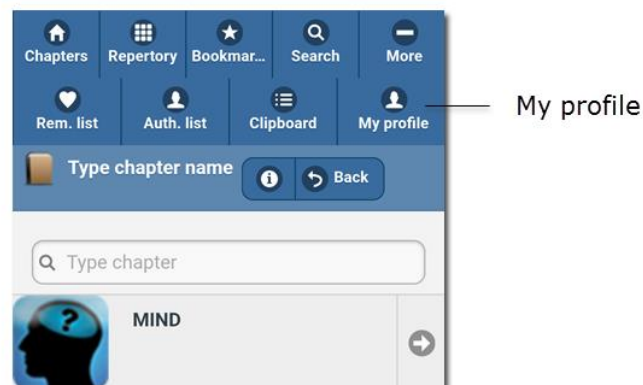 Chapters Repertory Bookmar... Search More
Rem. list Auth. list Clipboard My profile
My profile
Type chapter name Back
Type chapter
MIND